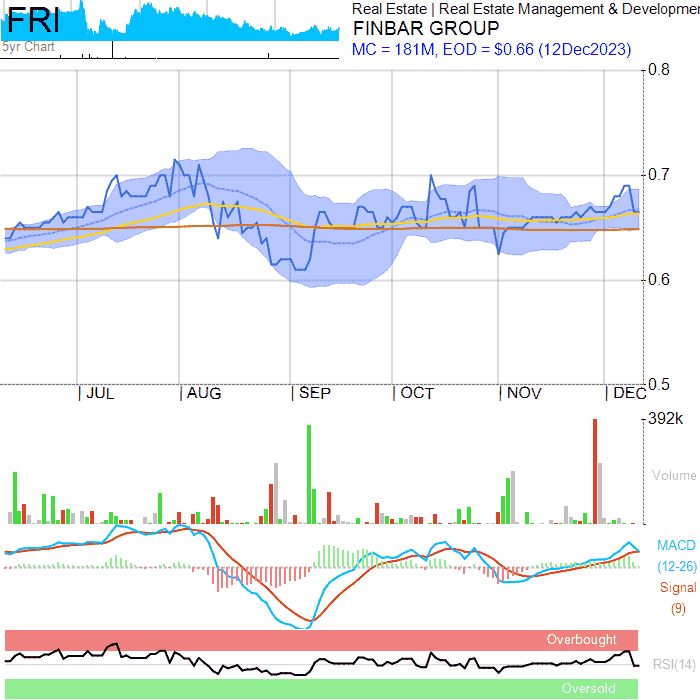 FRI
5yr Chart
Real Estate | Real Estate Management & Developmen
FINBAR GROUP
MC = 181M, EOD = $0.66 (12Dec2023)
0.8
0.7
0.6
0.5
| JUL | AUG | SEP | OCT | NOV | DEC
392k
Volume
MACD
(12-26)
Signal
(9)
Overbought
RSI(14)
Oversold